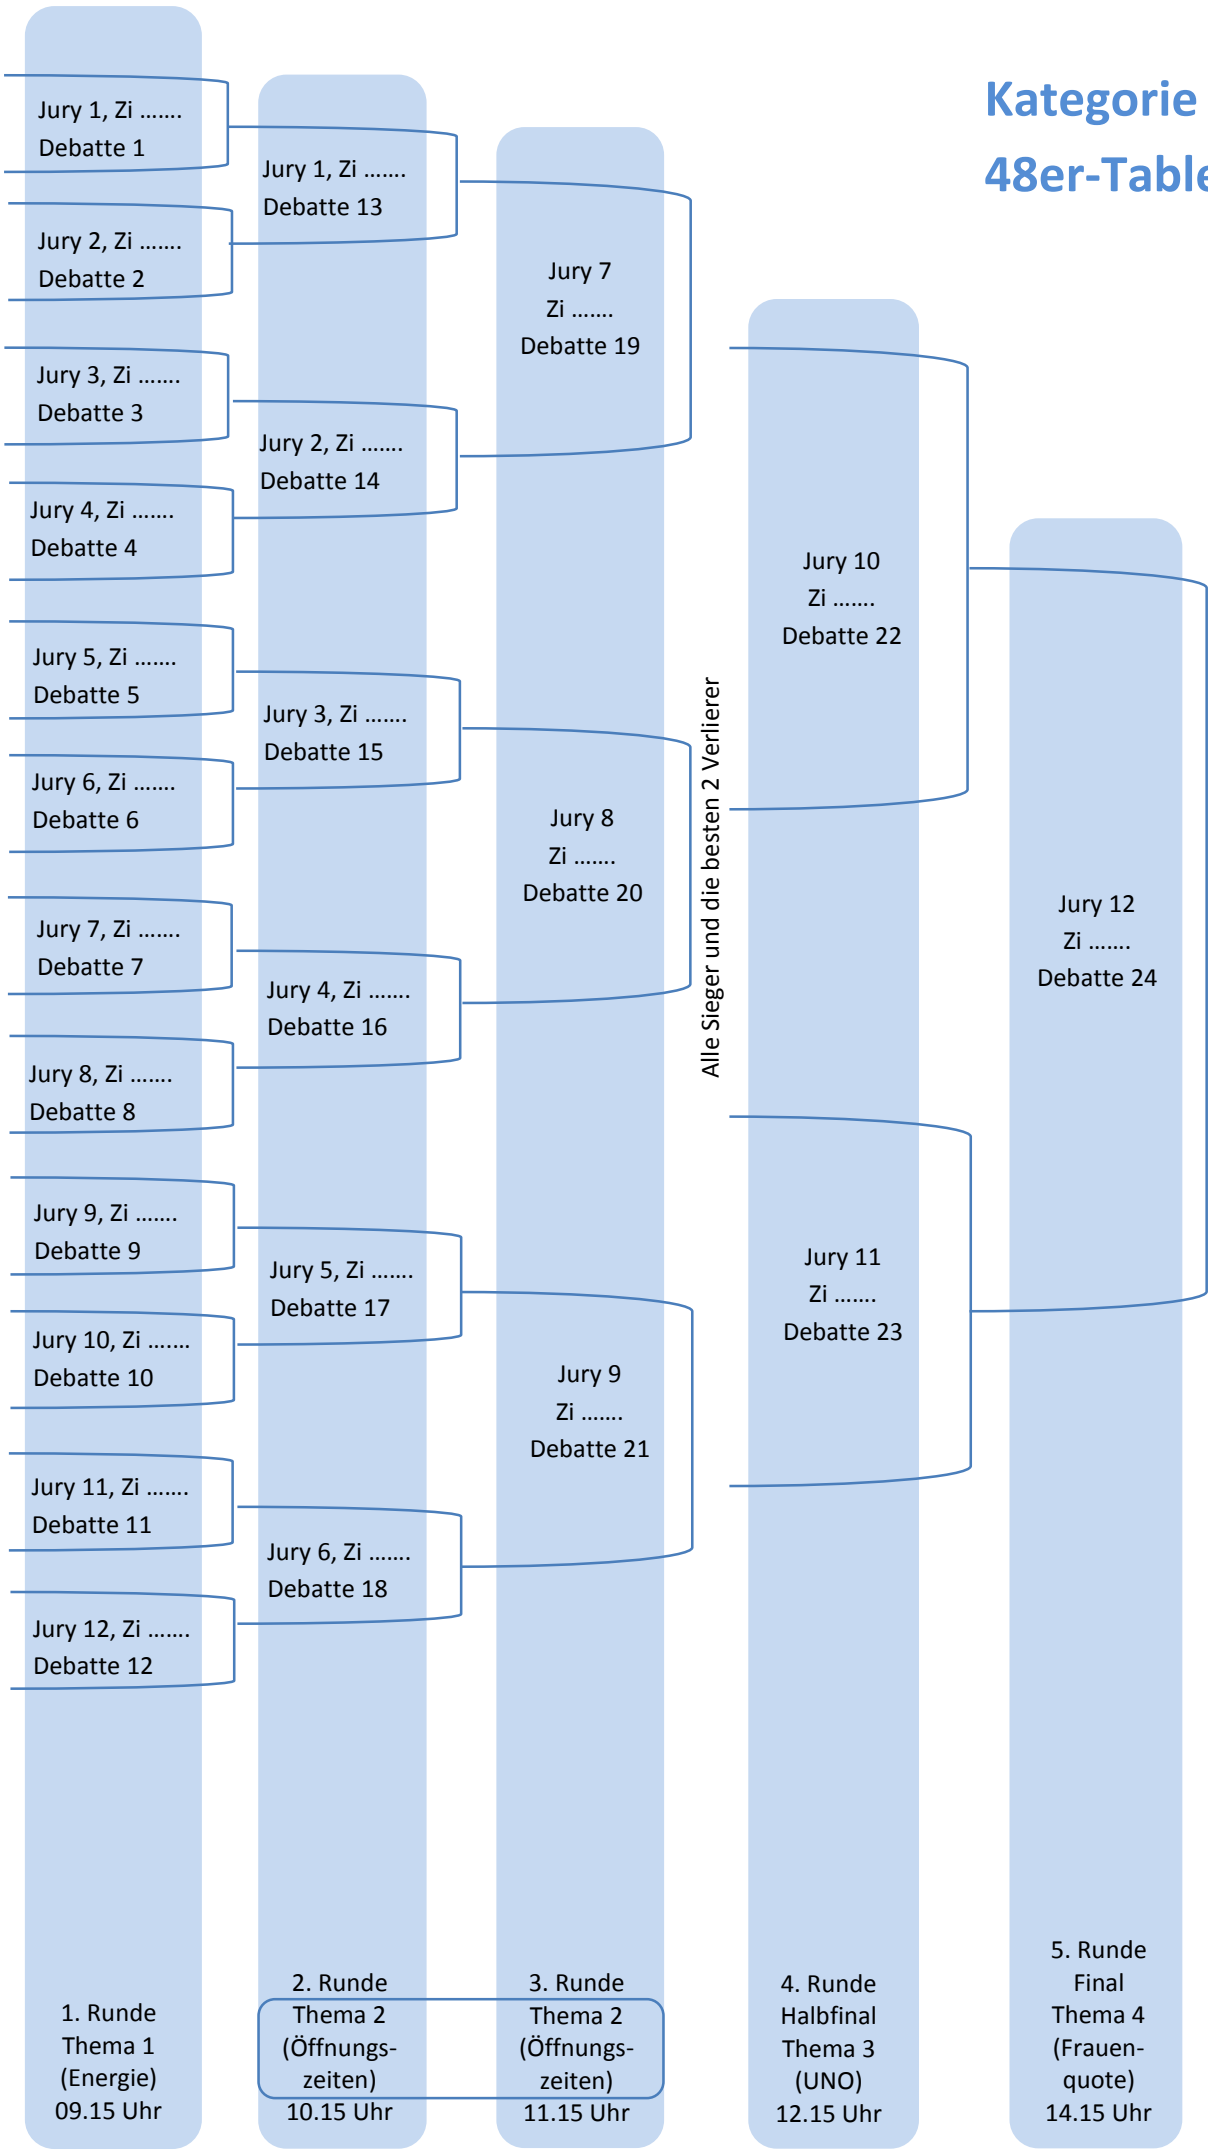 Kategorie
48er-Table
Jury 1, Zi .......
Debatte 1
Jury 2, Zi .......
Debatte 2
Jury 3, Zi .......
Debatte 3
Jury 4, Zi .......
Debatte 4
Jury 5, Zi .......
Debatte 5
Jury 6, Zi .......
Debatte 6
Jury 7, Zi .......
Debatte 7
Jury 8, Zi .......
Debatte 8
Jury 9, Zi .......
Debatte 9
Jury 10, Zi .......
Debatte 10
Jury 11, Zi .......
Debatte 11
Jury 12, Zi .......
Debatte 12
1. Runde
Thema 1
(Energie)
09.15 Uhr
Jury 1, Zi .......
Debatte 13
Jury 2, Zi .......
Debatte 14
Jury 3, Zi .......
Debatte 15
Jury 4, Zi .......
Debatte 16
Jury 5, Zi .......
Debatte 17
Jury 6, Zi .......
Debatte 18
2. Runde
Thema 2
(Öffnungs-
zeiten)
10.15 Uhr
Jury 7
Zi .......
Debatte 19
Jury 8
Zi .......
Debatte 20
Jury 9
Zi .......
Debatte 21
3. Runde
Thema 2
(Öffnungs-
zeiten)
11.15 Uhr
Alle Sieger und die besten 2 Verlierer
Jury 10
Zi .......
Debatte 22
Jury 11
Zi .......
Debatte 23
4. Runde
Halbfinal
Thema 3
(UNO)
12.15 Uhr
Jury 12
Zi .......
Debatte 24
5. Runde
Final
Thema 4
(Frauen-
quote)
14.15 Uhr